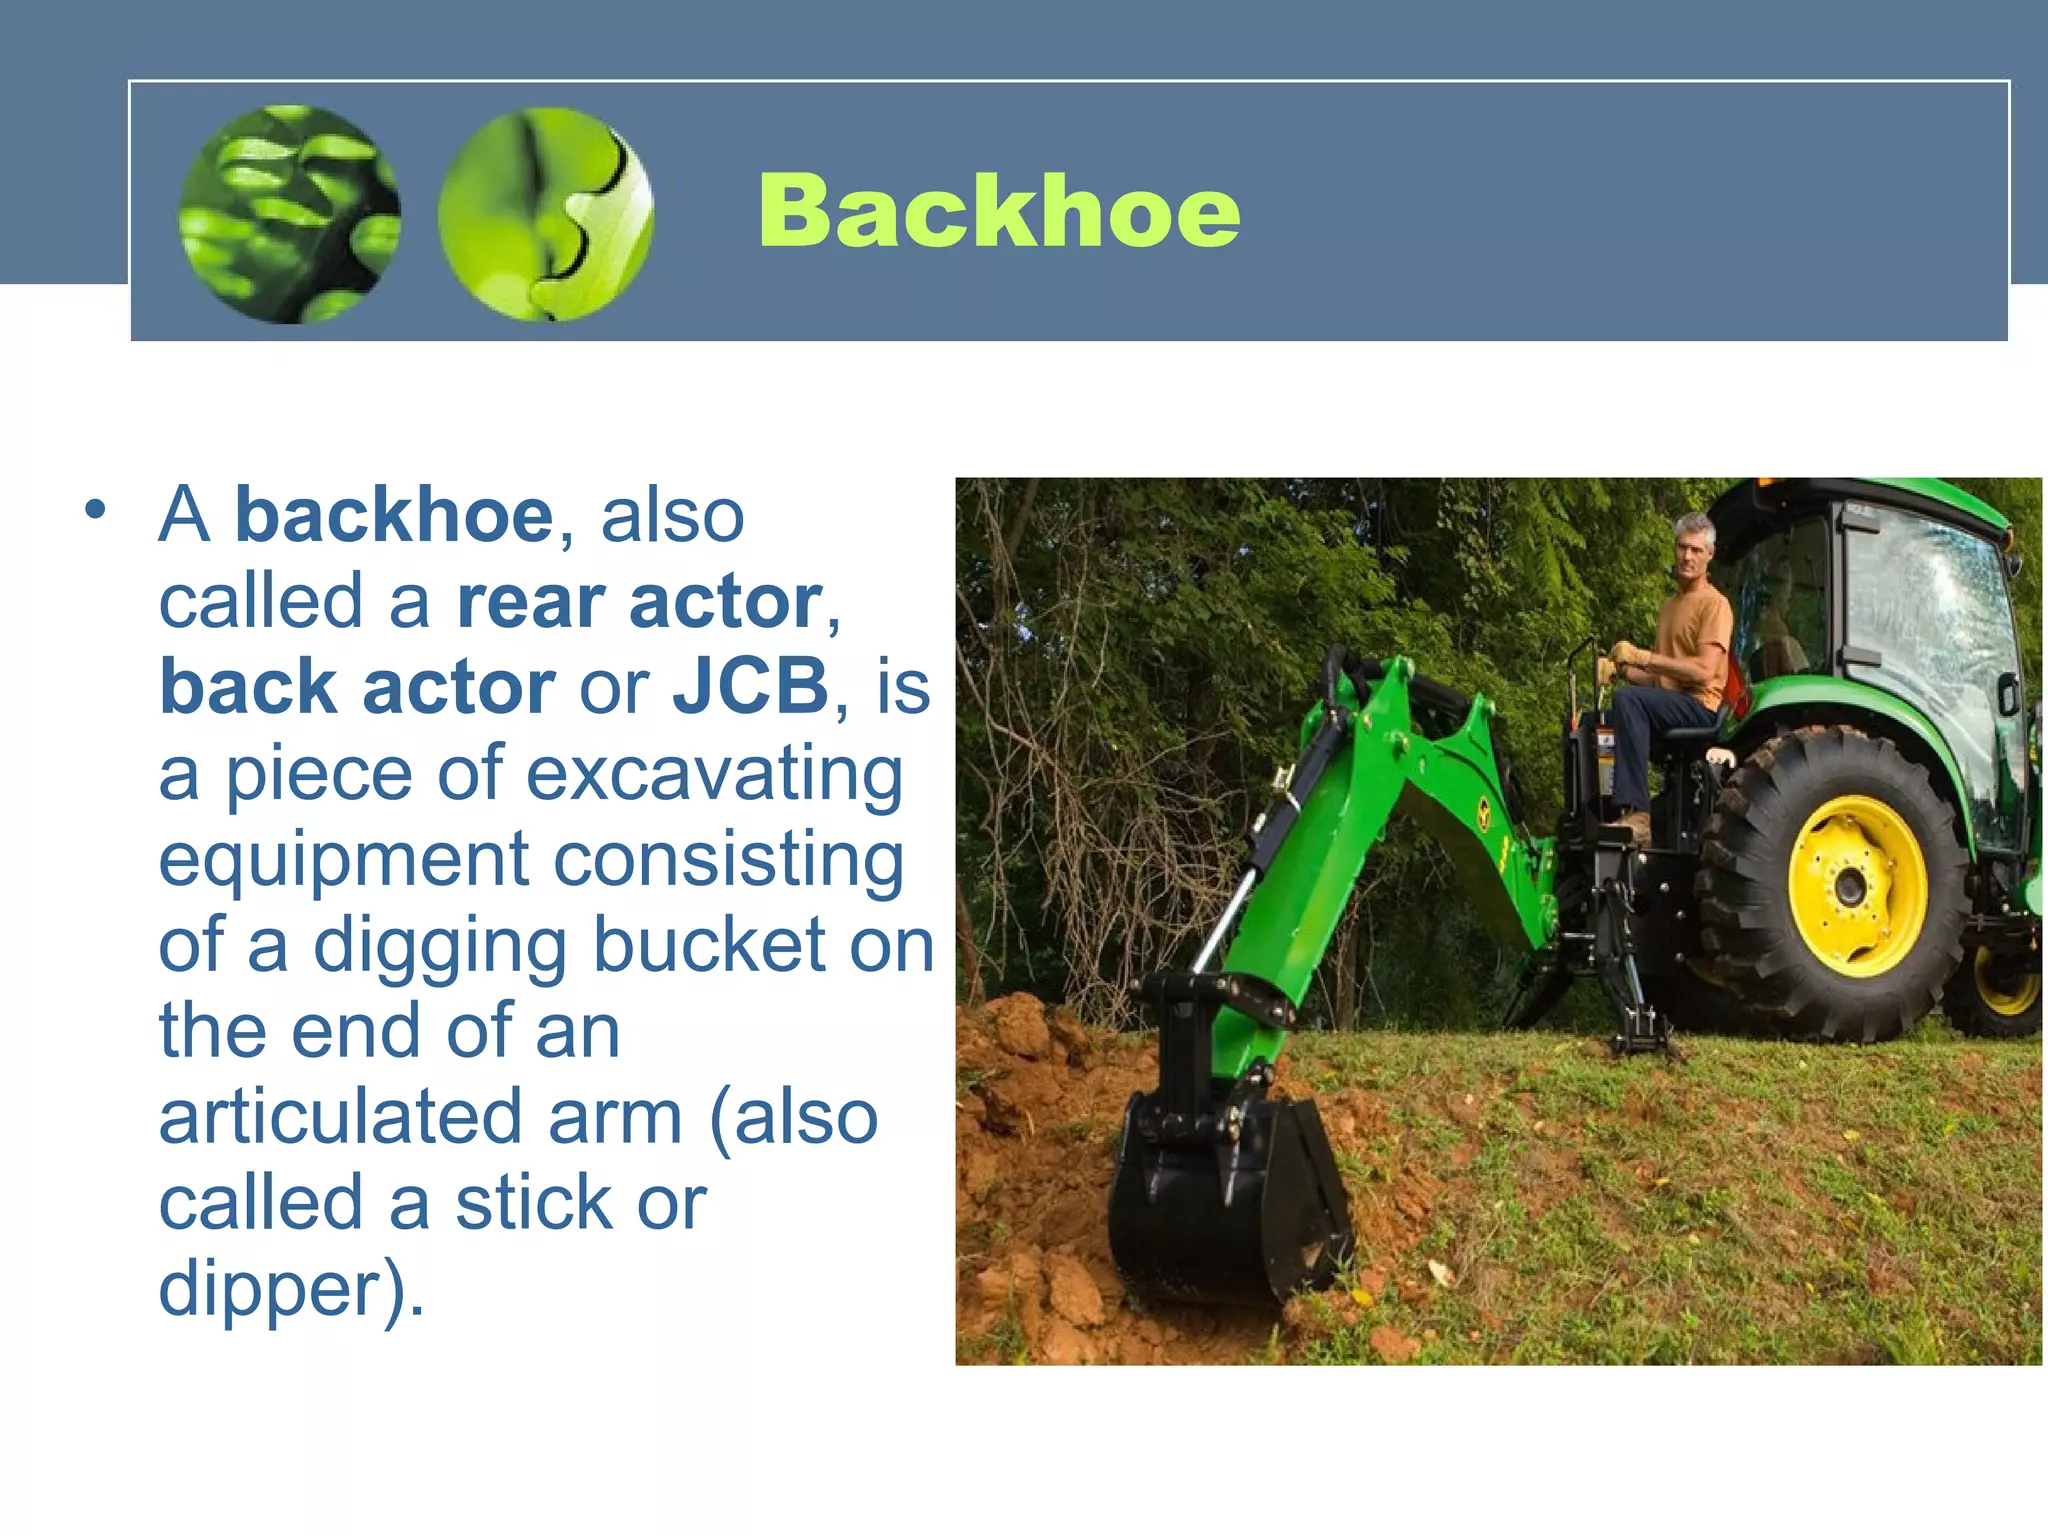 Backhoe
• A backhoe, also
called a rear actor,
back actor or JCB, is
a piece of excavating
equipment consisting
of a digging bucket on
the end of an
articulated arm (also
called a stick or
dipper).